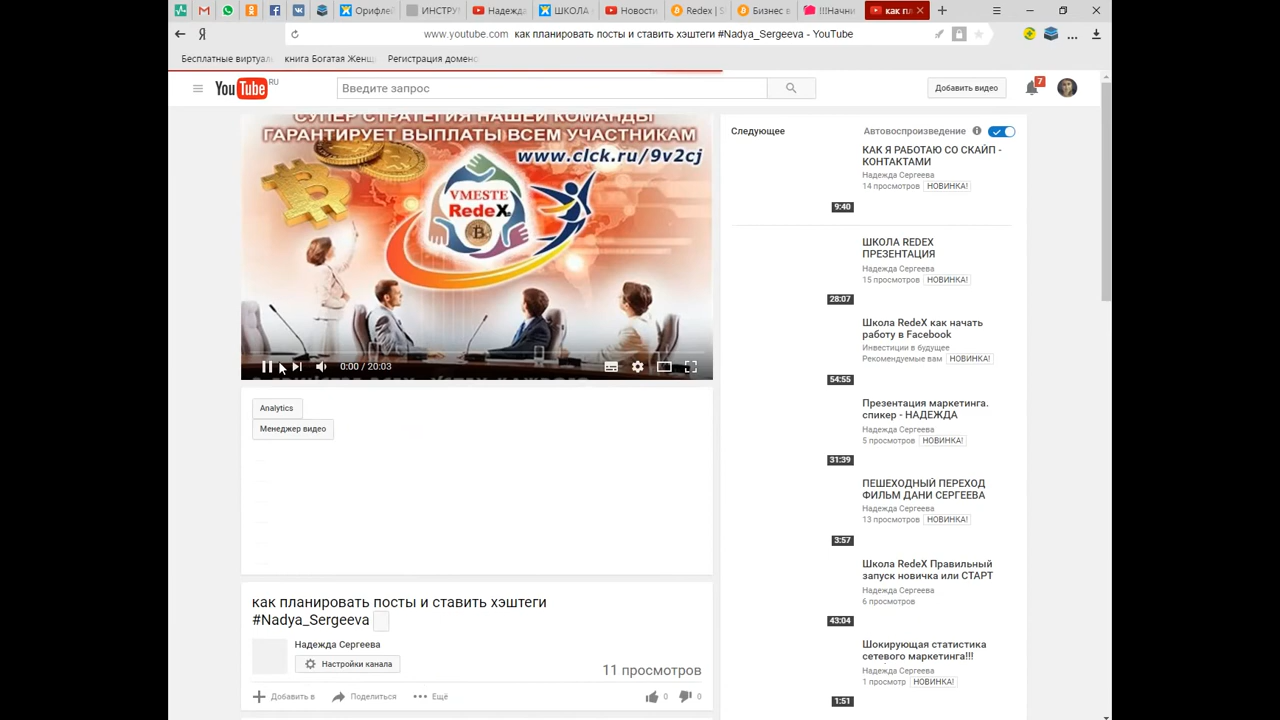 Орифлей
ИНСТРУ
Надежда
ШКОЛА
Новости
Redex | S
Бизнес в
!!!Начни
как пл
www.youtube.com как планировать посты и ставить хэштеги #Nadya_Sergeeva - YouTube
Бесплатные виртуал
книга Богатая Женщ
Регистрация домено
YouTube RU
Введите запрос
Добавить видео
7
СУПЕР СТРАТЕГИЯ НАШЕЙ КОМАНДЫ
ГАРАНТИРУЕТ ВЫПЛАТЫ ВСЕМ УЧАСТНИКАМ
www.clck.ru/9v2cj
VMESTE
RedeX
0:00 / 20:03
Analytics
Менеджер видео
как планировать посты и ставить хэштеги
#Nadya_Sergeeva
Надежда Сергеева
Настройки канала
11 просмотров
Добавить в
Поделиться
Ещё
0
0
Следующее
Автовоспроизведение
КАК Я РАБОТАЮ СО СКАЙП -
КОНТАКТАМИ
Надежда Сергеева
14 просмотров НОВИНКА!
9:40
ШКОЛА REDEX
ПРЕЗЕНТАЦИЯ
Надежда Сергеева
15 просмотров НОВИНКА!
28:07
Школа RedeX как начать
работу в Facebook
Инвестиции в будущее
Рекомендуемые вам НОВИНКА!
54:55
Презентация маркетинга.
спикер - НАДЕЖДА
Надежда Сергеева
5 просмотров НОВИНКА!
31:39
ПЕШЕХОДНЫЙ ПЕРЕХОД
ФИЛЬМ ДАНИ СЕРГЕЕВА
Надежда Сергеева
13 просмотров НОВИНКА!
3:57
Школа RedeX Правильный
запуск новичка или СТАРТ
Надежда Сергеева
6 просмотров
43:04
Шокирующая статистика
сетевого маркетинга!!!
Надежда Сергеева
1 просмотр НОВИНКА!
1:51